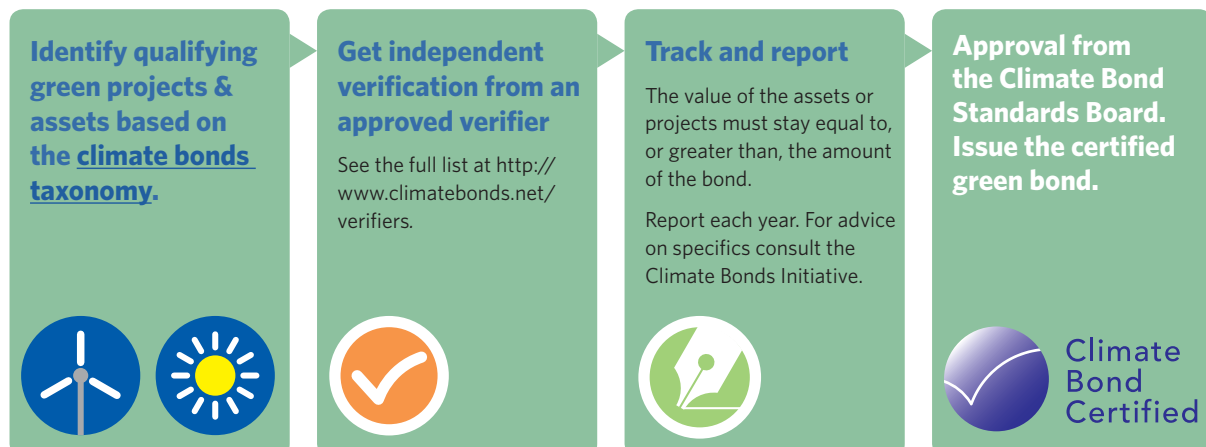 Identify qualifying
green projects &
assets based on
the climate bonds
taxonomy.
Get independent
verification from an
approved verifier
See the full list at http://
www.climatebonds.net/
verifiers.
Track and report
The value of the assets or
projects must stay equal to,
or greater than, the amount
of the bond.
Report each year. For advice
on specifics consult the
Climate Bonds Initiative.
Approval from
the Climate Bond
Standards Board.
Issue the certified
green bond.
Climate
Bond
Certified